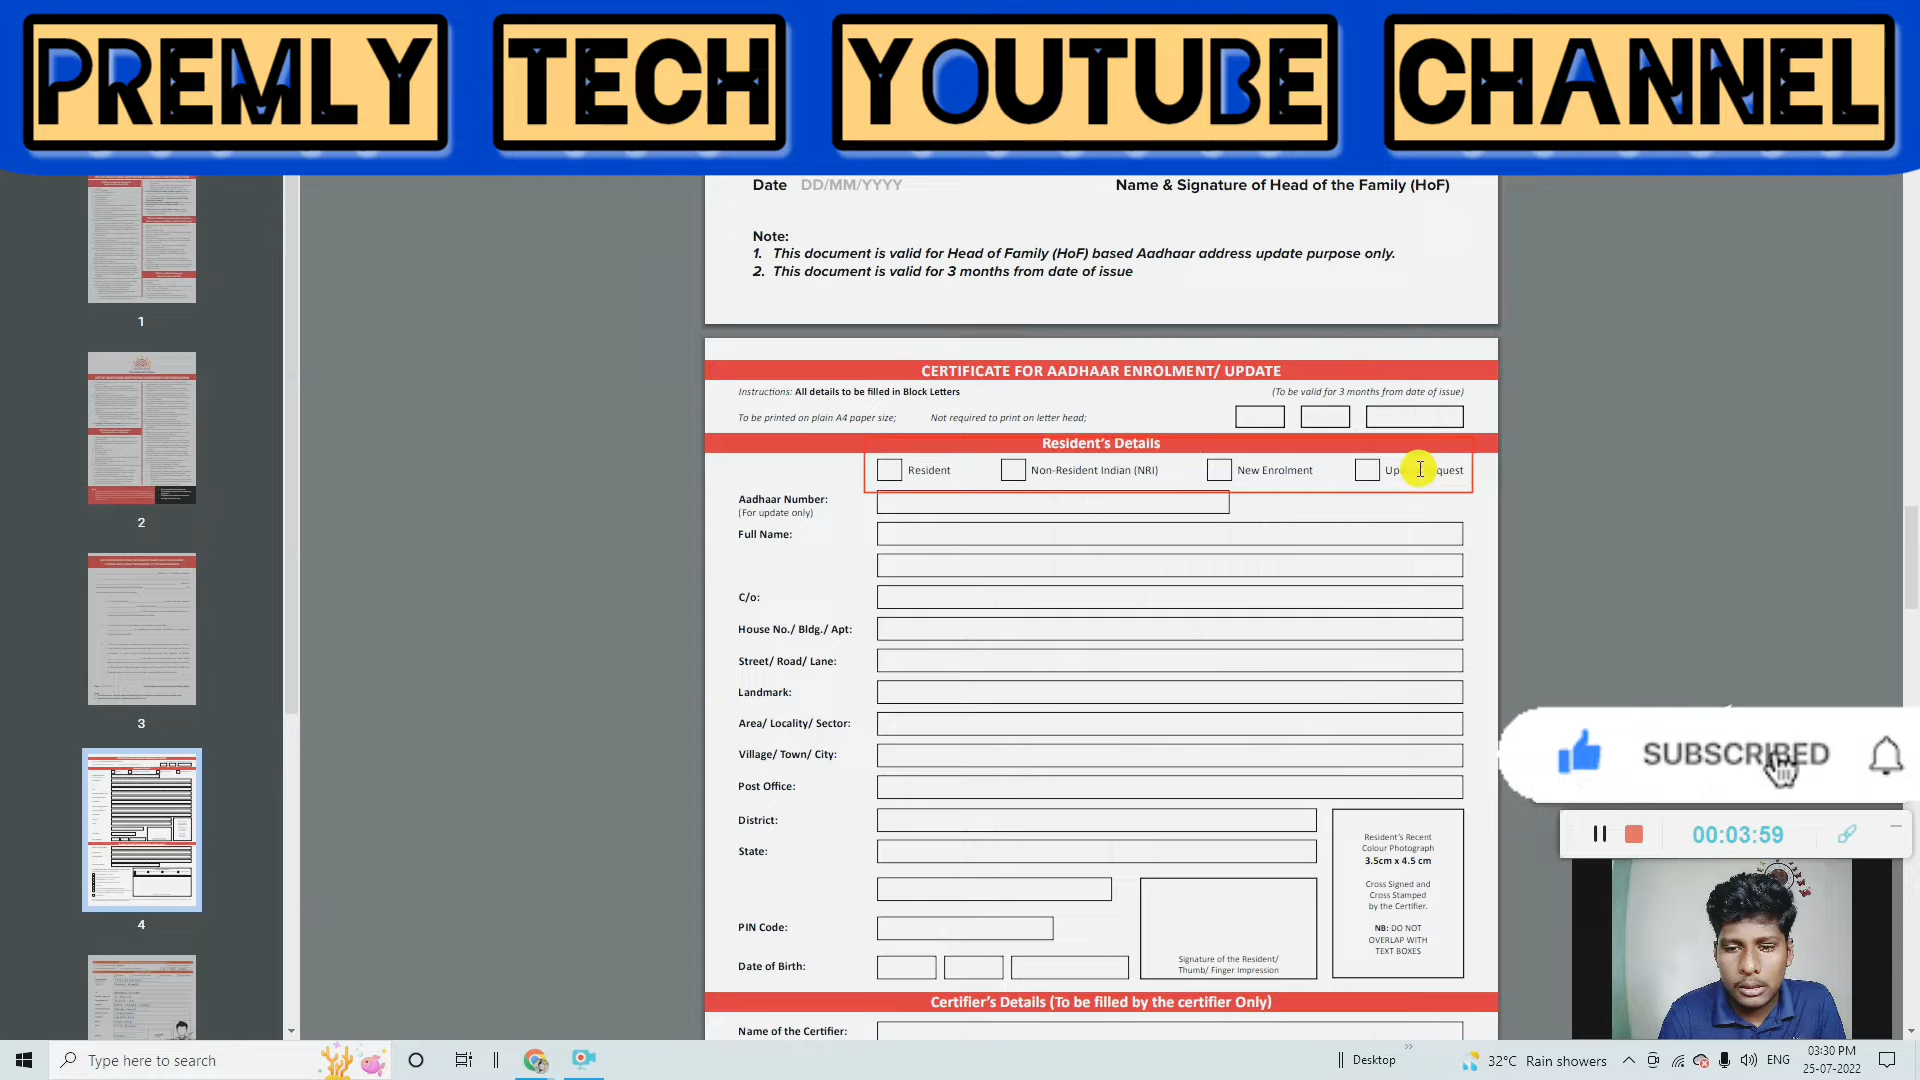 PREMLY TECH YOUTUBE CHANNEL
Date DD/MM/YYYY Name & Signature of Head of the Family (HoF)
Note:
1. This document is valid for Head of Family (HoF) based Aadhaar address update purpose only.
2. This document is valid for 3 months from date of issue
1
2
3
4
CERTIFICATE FOR AADHAAR ENROLMENT/ UPDATE
Instructions: All details to be filled in Block Letters (To be valid for 3 months from date of issue)
To be printed on plain A4 paper size; Not required to print on letter head;
Resident's Details
Resident Non-Resident Indian (NRI) New Enrolment
Aadhaar Number:
(For update only)
Full Name:
C/o:
House No./ Bldg./ Apt:
Street/ Road/ Lane:
Landmark:
Area/ Locality/ Sector:
Village/ Town/ City:
Post Office:
District:
State:
PIN Code:
Date of Birth:
Signature of the Resident/
Thumb/ Finger Impression
Resident's Recent
Colour Photograph
3.5cm x 4.5 cm
Cross Signed and
Cross Stamped
by the Certifier.
NB: DO NOT
OVERLAP WITH
TEXT BOXES
Certifier's Details (To be filled by the certifier Only)
Name of the Certifier:
SUBSCRIBED
00:03:59
Type here to search
Desktop
32°C Rain showers
ENG
03:30 PM
25-07-2022